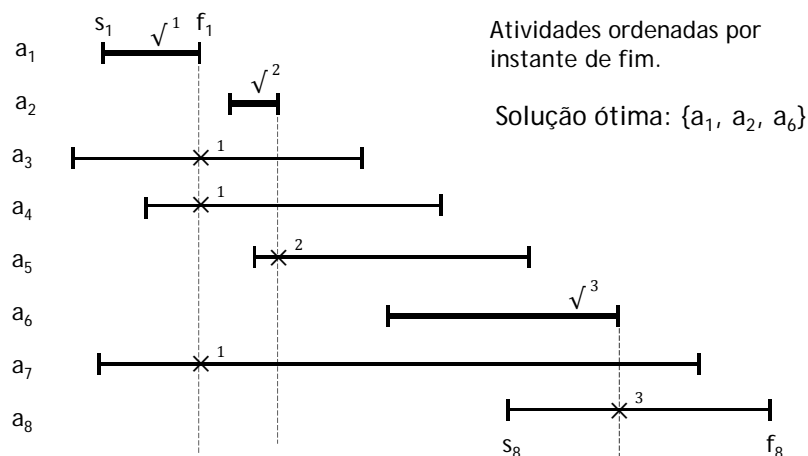 s₁ √ ¹ f₁
a₁
Atividades ordenadas por
instante de fim.
√ ²
a₂
Solução ótima: {a₁, a₂, a₆}
a₃ × ¹
a₄ × ¹
a₅ × ²
a₆ √ ³
a₇ × ¹
a₈ × ³
s₈ f₈